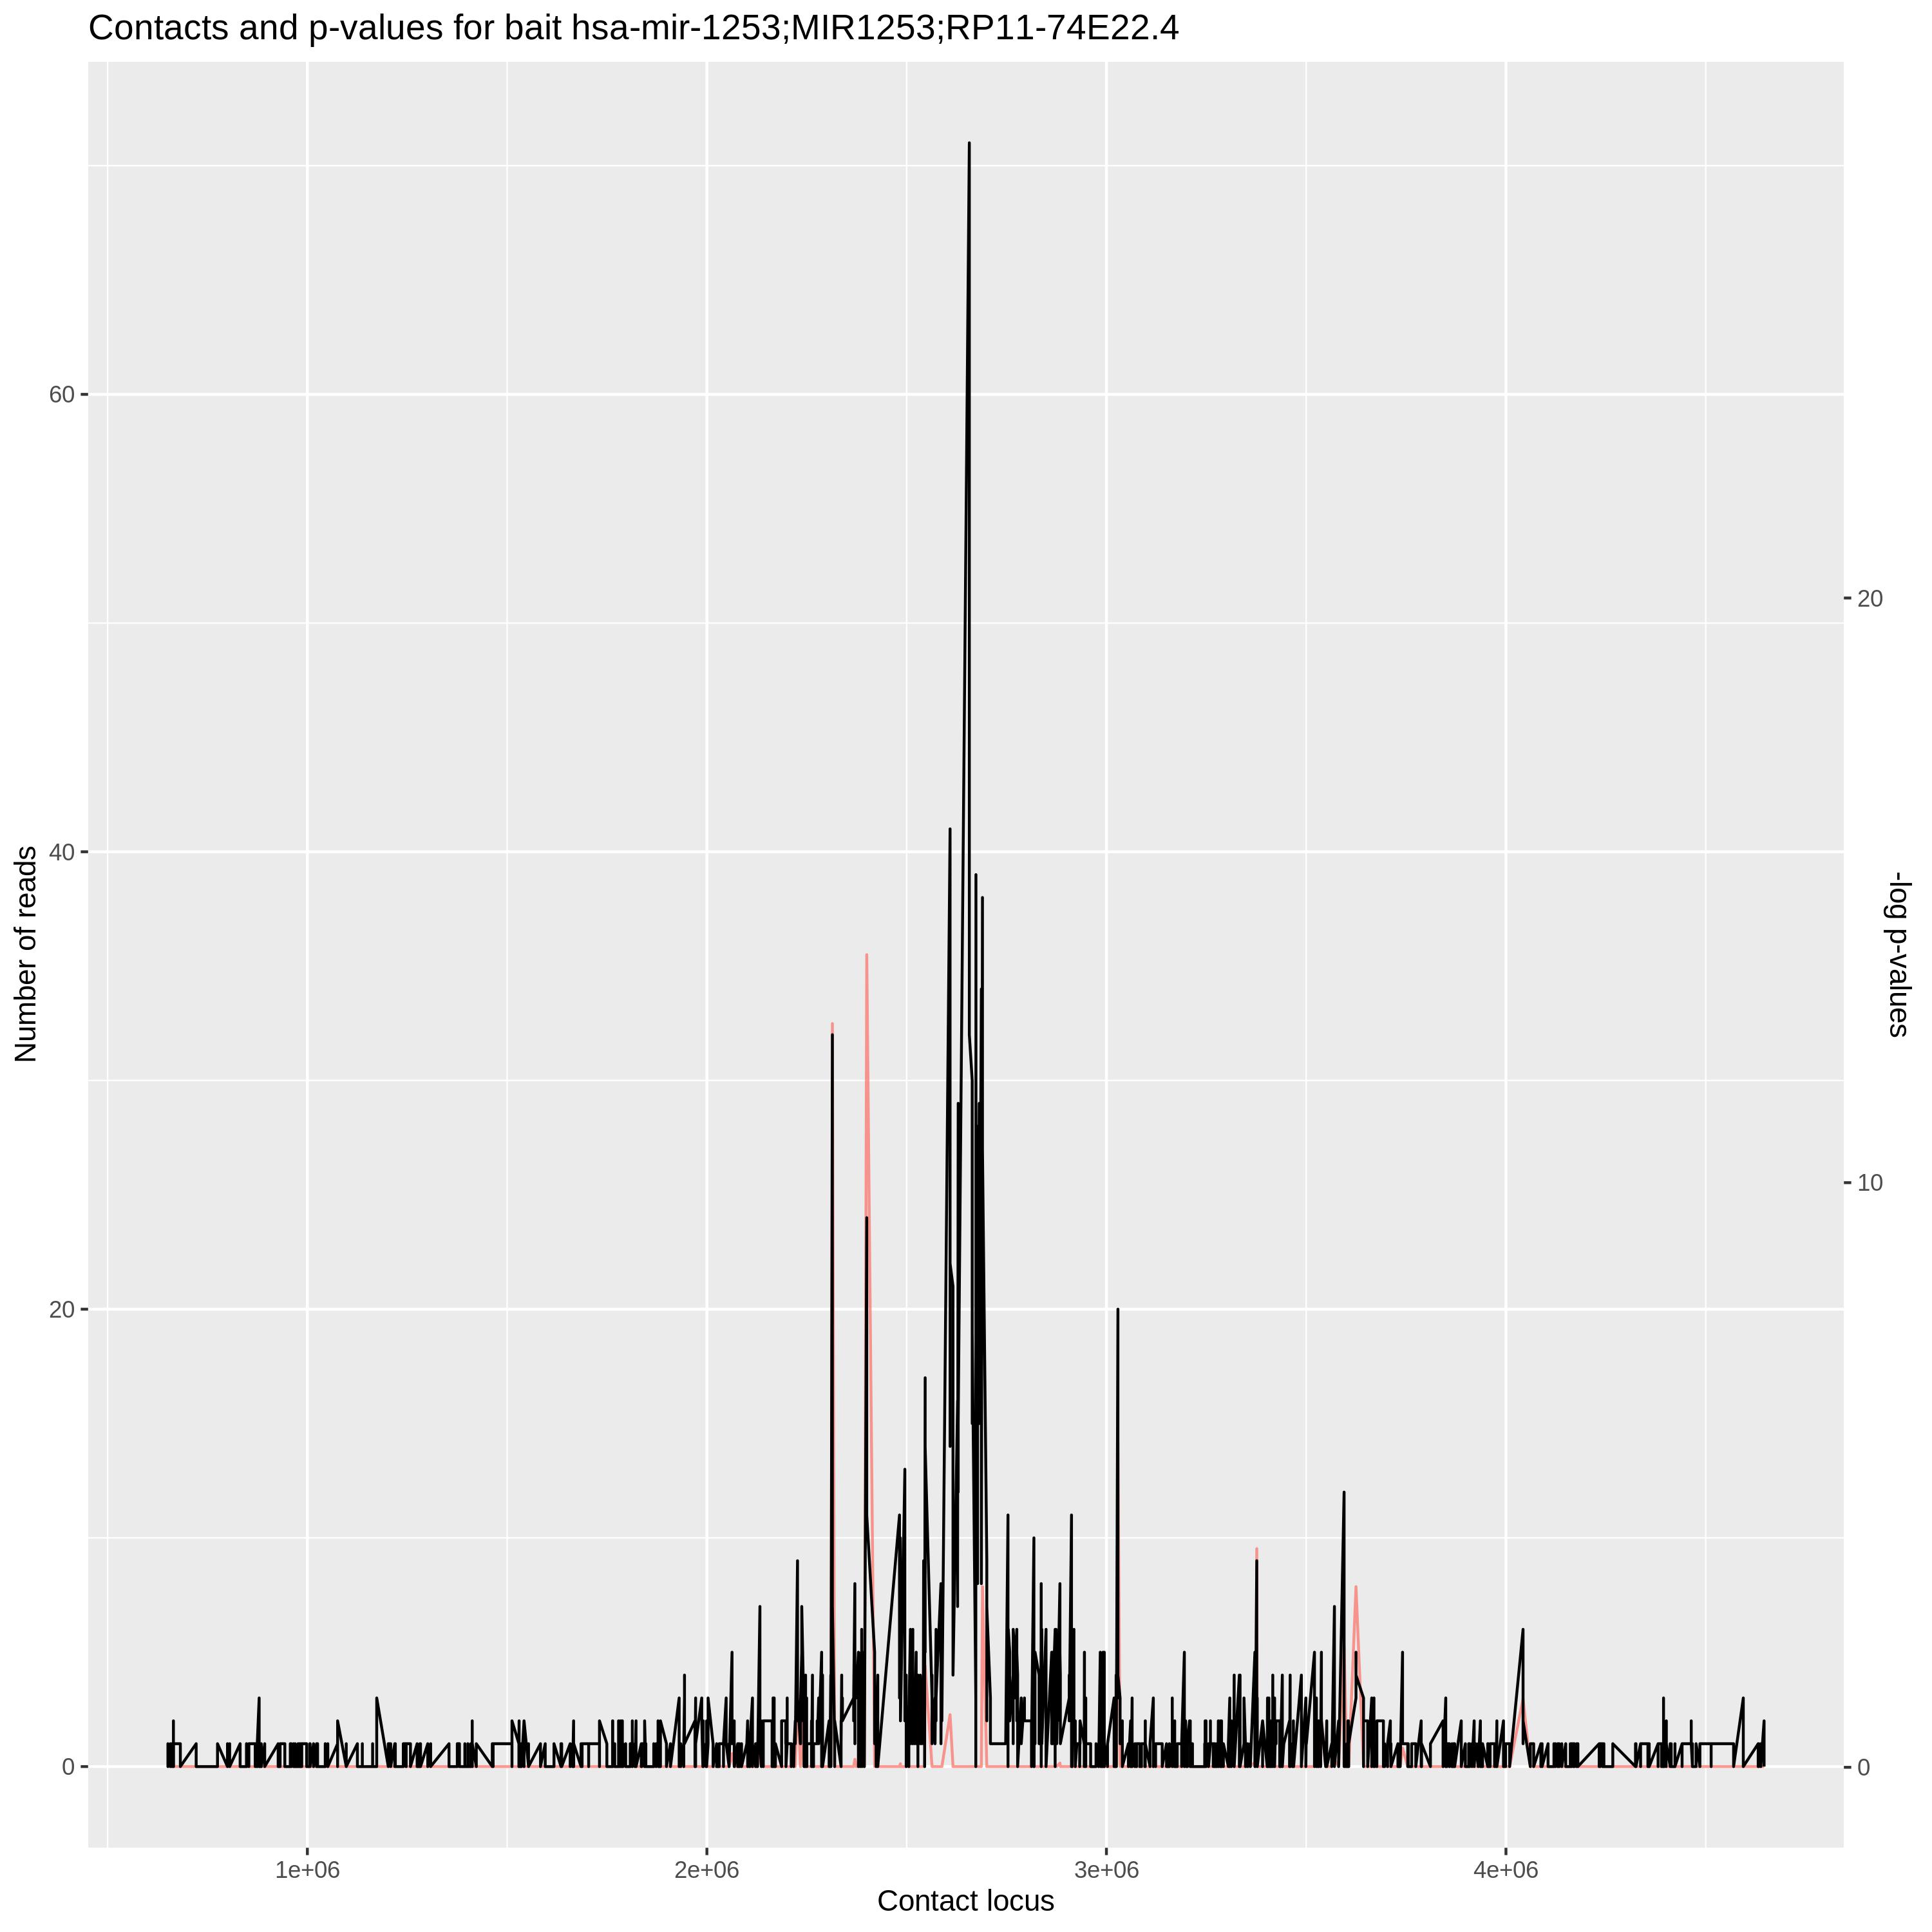 Contacts and p-values for bait hsa-mir-1253;MIR1253;RP11-74E22.4
Number of reads
60
40
20
0
-log p-values
20
10
0
1e+06
2e+06
3e+06
4e+06
Contact locus